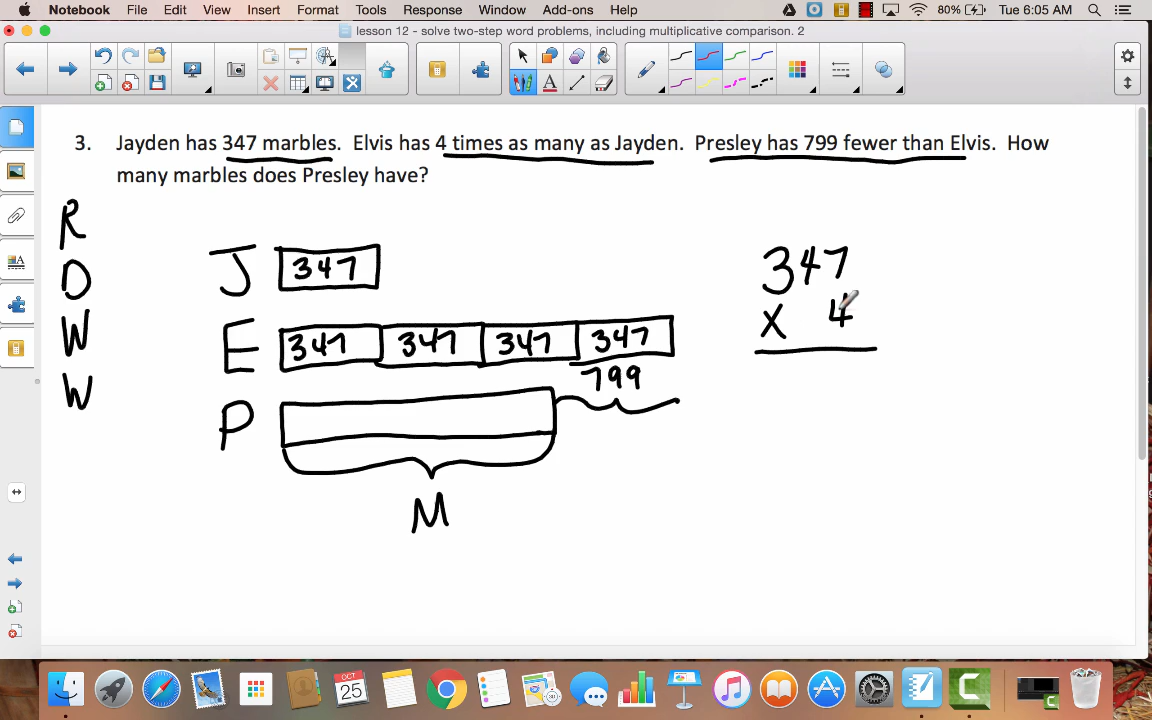 Notebook File Edit View Insert Format Tools Response Window Add-ons Help 80% Tue 6:05 AM
lesson 12 - solve two-step word problems, including multiplicative comparison. 2
3. Jayden has 347 marbles. Elvis has 4 times as many as Jayden. Presley has 799 fewer than Elvis. How
many marbles does Presley have?
R
D
W
W
J 347
E 347 347 347 347
799
P
M
347
x 4
OCT
25